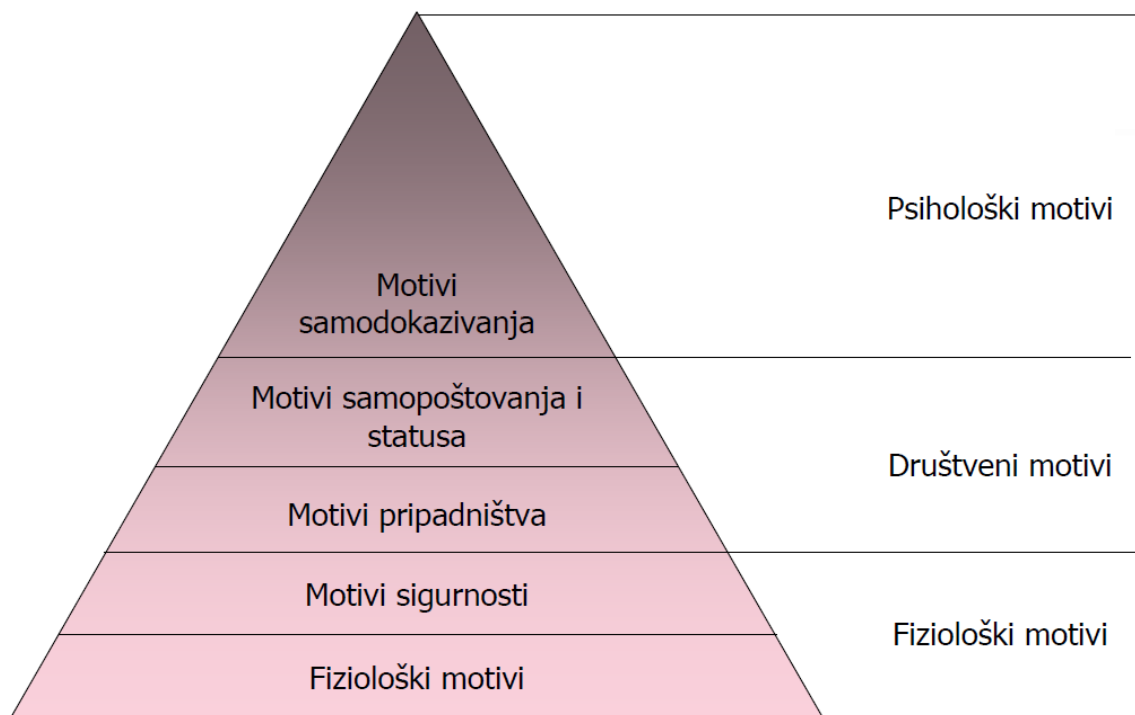 Psihološki motivi
Motivi
samodokazivanja
Motivi samopoštovanja i
statusa
Društveni motivi
Motivi pripadništva
Motivi sigurnosti
Fiziološki motivi
Fiziološki motivi